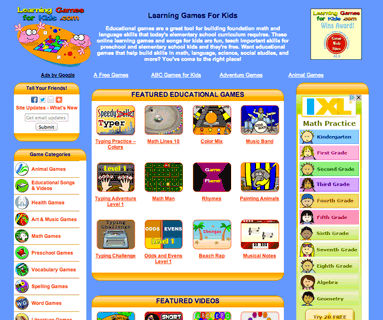 Learning Games
for Kids .com
Learning Games For Kids
Educational games are a great tool for building foundation math and
language skills that today's elementary school curriculum requires. These
online learning games and songs for kids are fun, teach important skills for
preschool and elementary school kids and they're free. Want educational
games that help build skills in math, language, science, social studies, and
more? You've come to the right place!
Learning Games
for Kids .com
Wins Award!
Ads by Google
A Free Games
ABC Games for Kids
Adventure Games
Animal Games
Tell Your Friends!
Site Updates - What's New
Get email updates
Submit
Game Categories
Animal Games
Educational Songs
& Videos
Health Games
Art & Music Games
Math Games
Preschool Games
Vocabulary Games
Spelling Games
Word Games
Literature Games
FEATURED EDUCATIONAL GAMES
Speedy Speller
Typer
Typing Practice –
Colors
Math Lines 10
Color Mix
Music Band
Level 1
Typing Adventure
Level 1
Math Man
Rhymes
Painting Animals
Typing
Challenge
Typing Challenge
ODDS
EVENS
Level 1
Odds and Evens
Level 1
Beach Rap
Musical Notes
FEATURED VIDEOS
IXL
Math Practice
Kindergarten
First Grade
Second Grade
Third Grade
Fourth Grade
Fifth Grade
Sixth Grade
Seventh Grade
Eighth Grade
Algebra
Geometry
Try 20 FREE